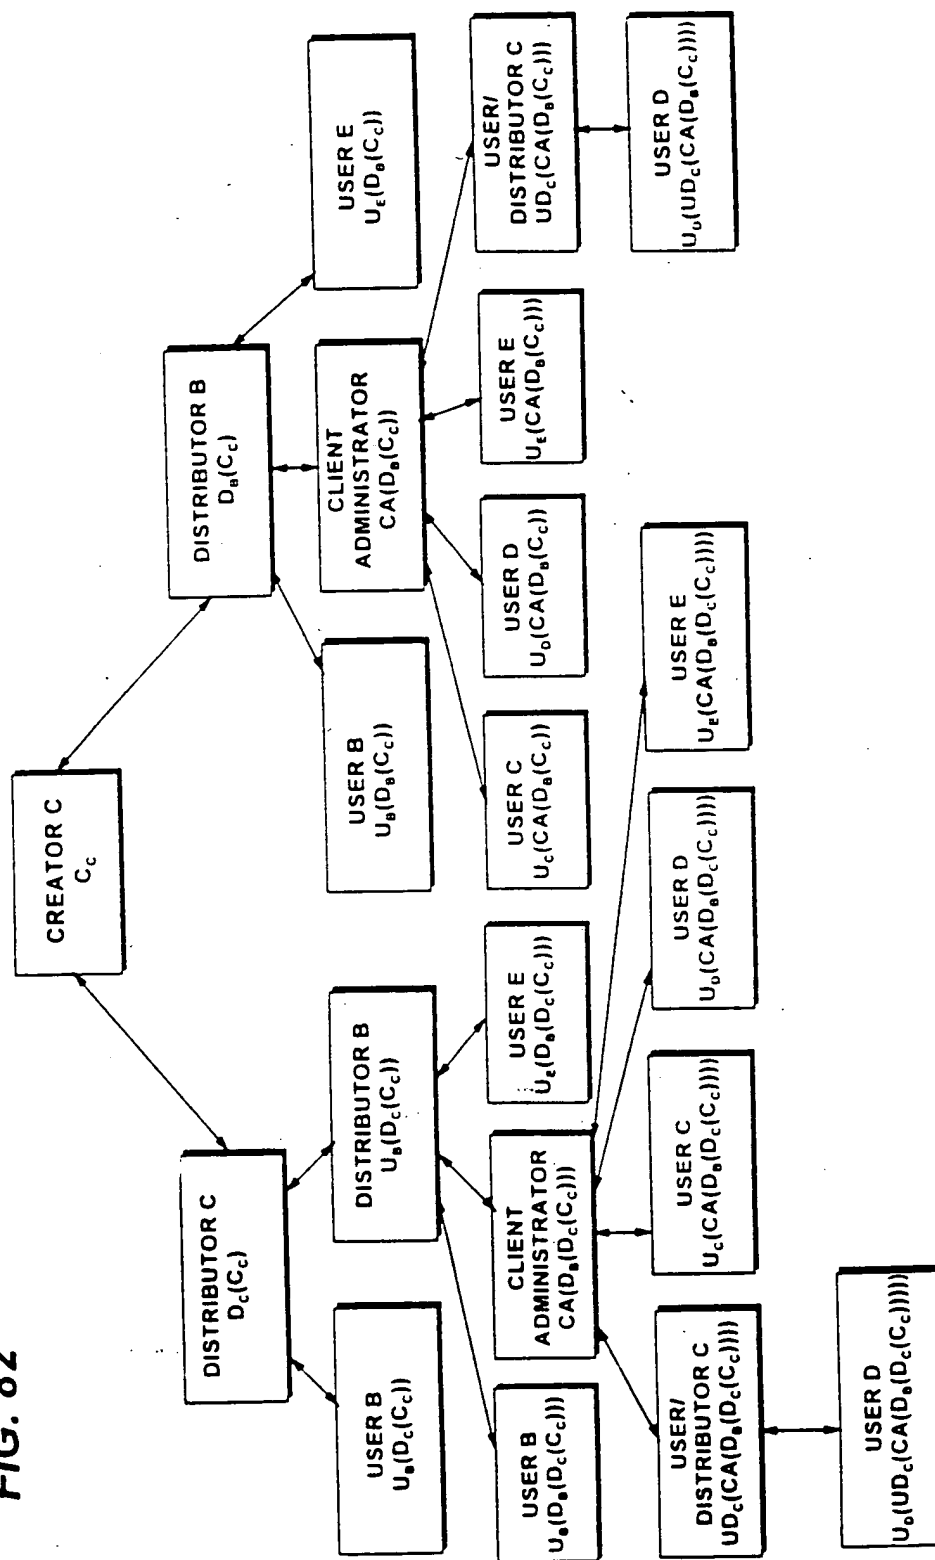 FIG. 82
CREATOR C
C_C
DISTRIBUTOR C
D_C(C_C)
DISTRIBUTOR B
D_B(C_C)
USER B
U_B(D_C(C_C))
DISTRIBUTOR B
U_B(D_C(C_C))
USER B
U_B(D_B(C_C))
CLIENT
ADMINISTRATOR
CA(D_B(C_C))
USER E
U_E(D_B(C_C))
USER B
U_B(D_B(D_C(C_C)))
CLIENT
ADMINISTRATOR
CA(D_B(D_C(C_C)))
USER E
U_E(D_B(D_C(C_C)))
USER C
U_C(CA(D_B(C_C))
USER D
U_D(CA(D_B(C_C))
USER E
U_E(CA(D_B(C_C)))
USER/
DISTRIBUTOR C
UD_C(CA(D_B(C_C)))
USER/
DISTRIBUTOR C
UD_C(CA(D_B(D_C(C_C))))
USER C
U_C(CA(D_B(D_C(C_C))))
USER D
U_D(CA(D_B(D_C(C_C))))
USER E
U_E(CA(D_B(D_C(C_C))))
USER D
U_D(UD_C(CA(D_B(C_C))))
USER D
U_D(UD_C(CA(D_B(D_C(C_C)))))